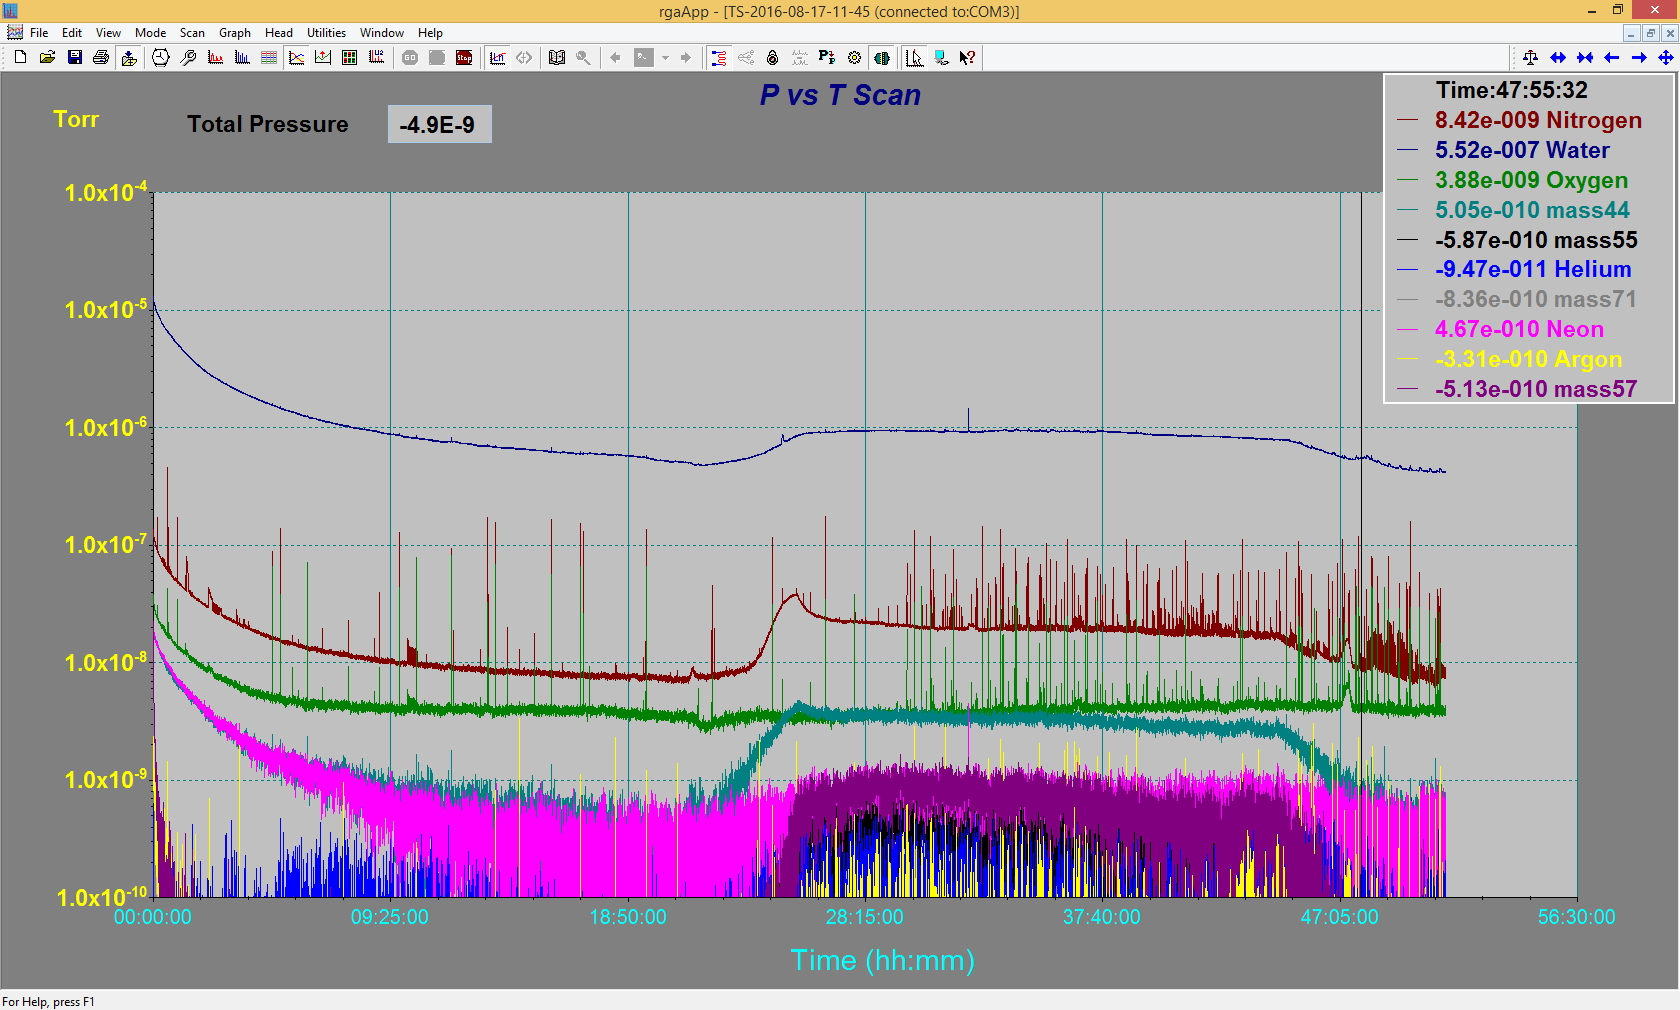 rgaApp - [TS-2016-08-17-11-45 (connected to:COM3)]
File Edit View Mode Scan Graph Head Utilities Window Help
GO Stop
P vs T Scan
Torr
Total Pressure -4.9E-9
Time:47:55:32
8.42e-009 Nitrogen
5.52e-007 Water
3.88e-009 Oxygen
5.05e-010 mass44
-5.87e-010 mass55
-9.47e-011 Helium
-8.36e-010 mass71
4.67e-010 Neon
-3.31e-010 Argon
-5.13e-010 mass57
1.0x10-4
1.0x10-5
1.0x10-6
1.0x10-7
1.0x10-8
1.0x10-9
1.0x10-10
00:00:00 09:25:00 18:50:00 28:15:00 37:40:00 47:05:00 56:30:00
Time (hh:mm)
For Help, press F1